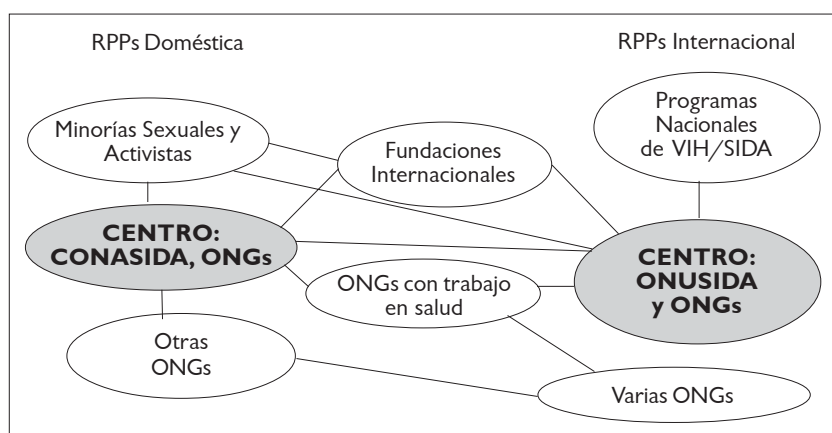 RPPs Doméstica
RPPs Internacional
Minorías Sexuales y
Activistas
Fundaciones
Internacionales
Programas
Nacionales
de VIH/SIDA
CENTRO:
CONASIDA, ONGs
ONGs con trabajo
en salud
CENTRO:
ONUSIDA
y ONGs
Otras
ONGs
Varias ONGs